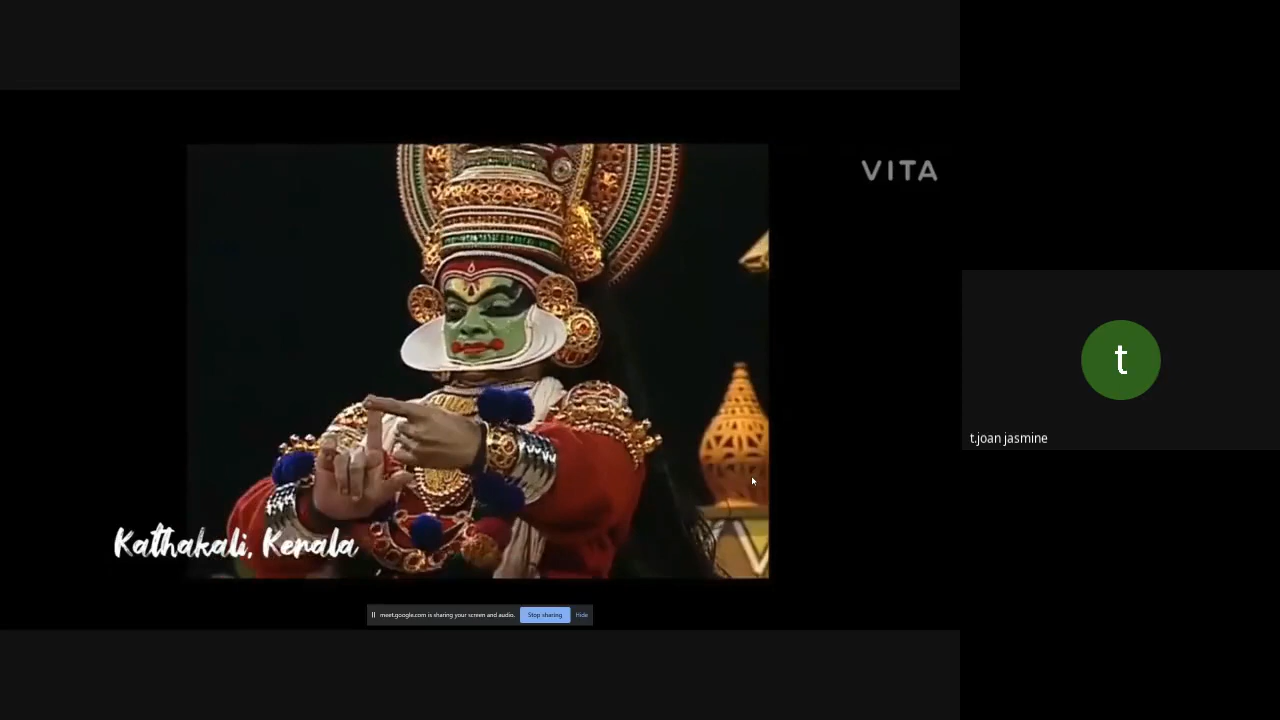 VITA
Kathakali, Kerala
meet.google.com is sharing your screen and audio. Stop sharing Hide
t
t.joan jasmine